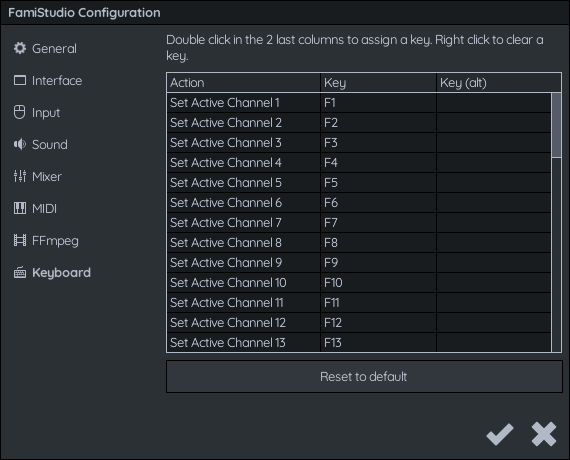 FamiStudio Configuration
General
Interface
Input
Sound
Mixer
MIDI
FFmpeg
Keyboard
Double click in the 2 last columns to assign a key. Right click to clear a
key.
Action Key Key (alt)
Set Active Channel 1 F1
Set Active Channel 2 F2
Set Active Channel 3 F3
Set Active Channel 4 F4
Set Active Channel 5 F5
Set Active Channel 6 F6
Set Active Channel 7 F7
Set Active Channel 8 F8
Set Active Channel 9 F9
Set Active Channel 10 F10
Set Active Channel 11 F11
Set Active Channel 12 F12
Set Active Channel 13 F13
Reset to default